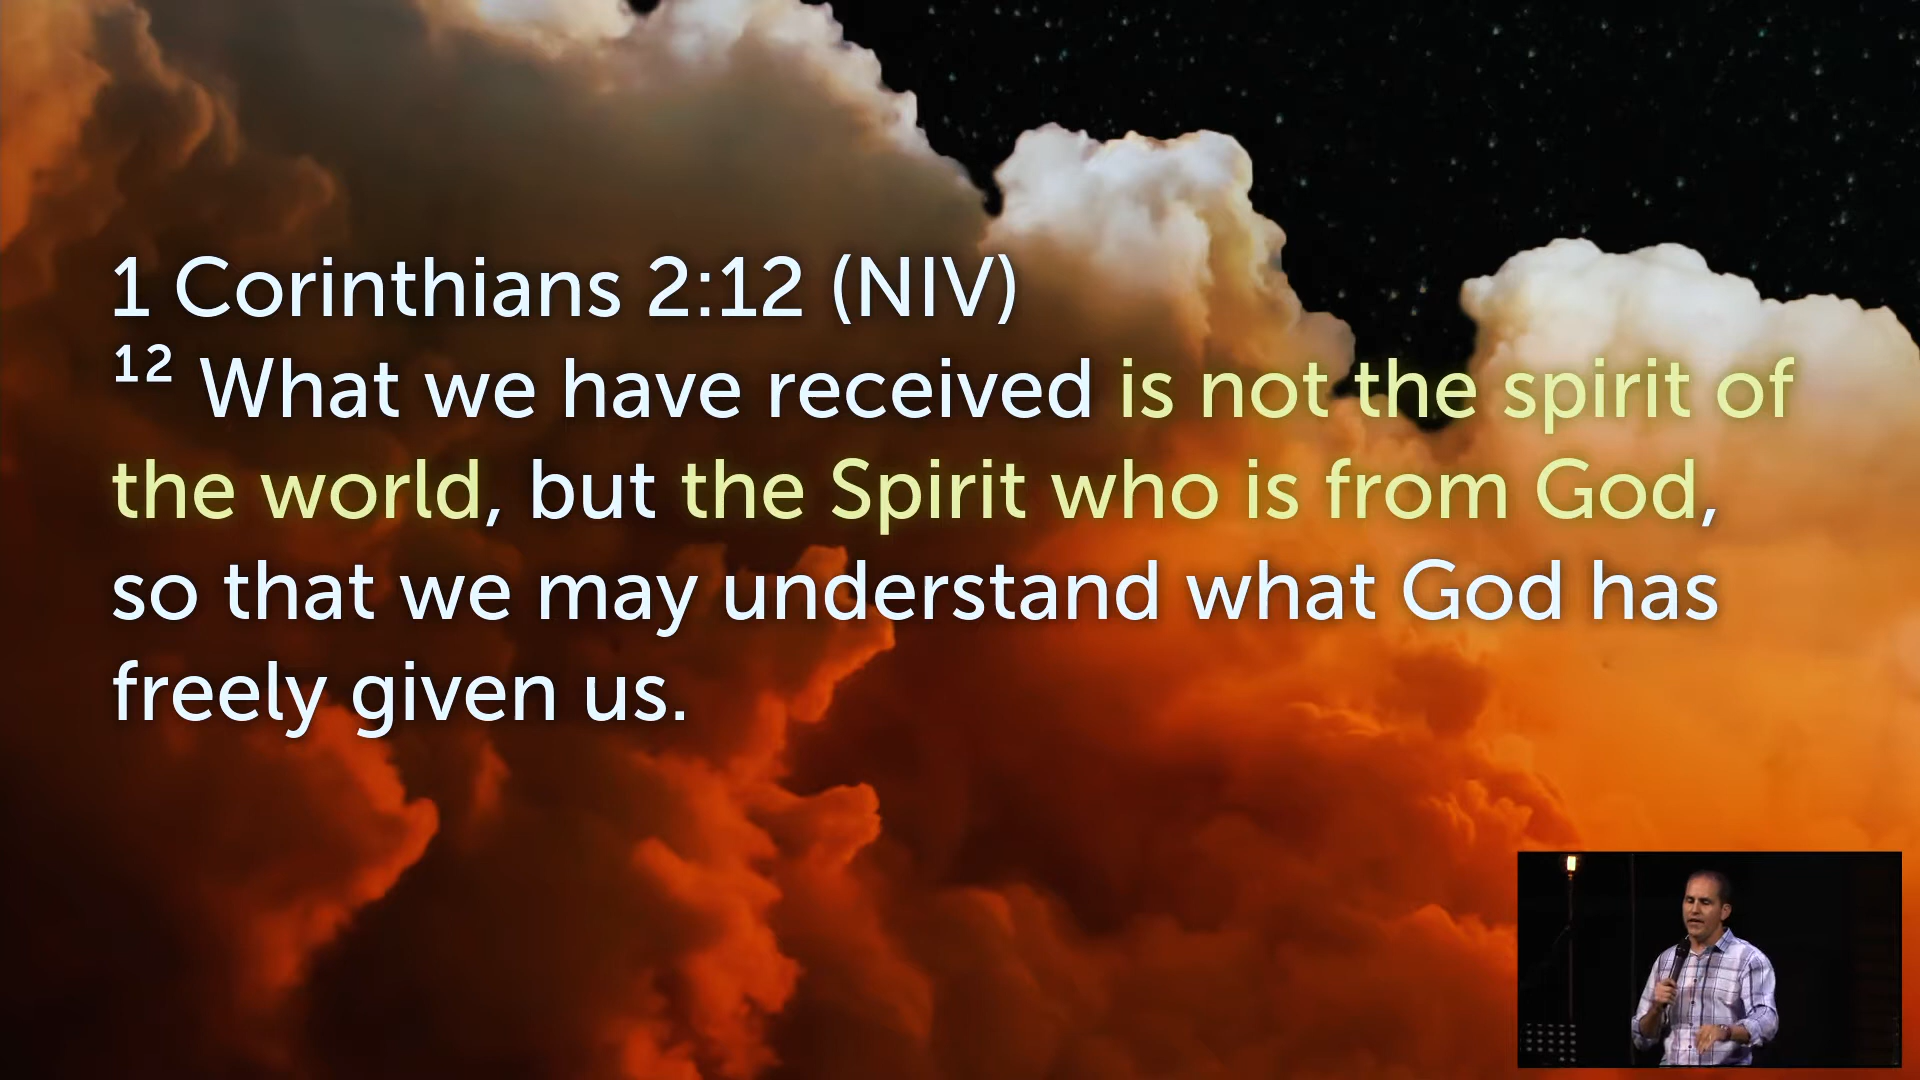 1 Corinthians 2:12 (NIV)
¹² What we have received is not the spirit of
the world, but the Spirit who is from God,
so that we may understand what God has
freely given us.